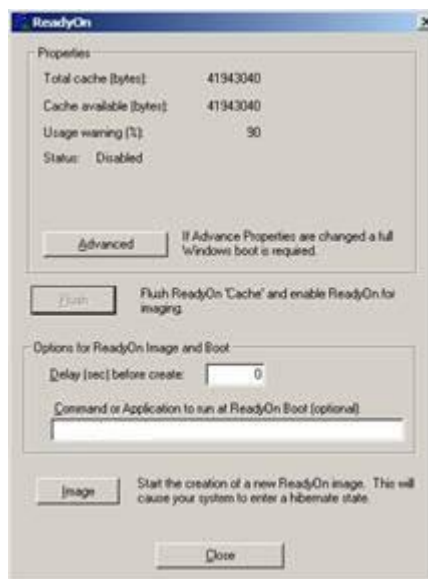 ReadyOn
Properties
Total cache (bytes): 41943040
Cache available (bytes): 41943040
Usage warning (%): 90
Status: Disabled
Advanced
If Advance Properties are changed a full
Windows boot is required.
Flush
Flush ReadyOn 'Cache' and enable ReadyOn for
imaging.
Options for ReadyOn Image and Boot
Delay (sec) before create: 0
Command or Application to run at ReadyOn Boot (optional)
Image
Start the creation of a new ReadyOn image. This will
cause your system to enter a hibernate state.
Close